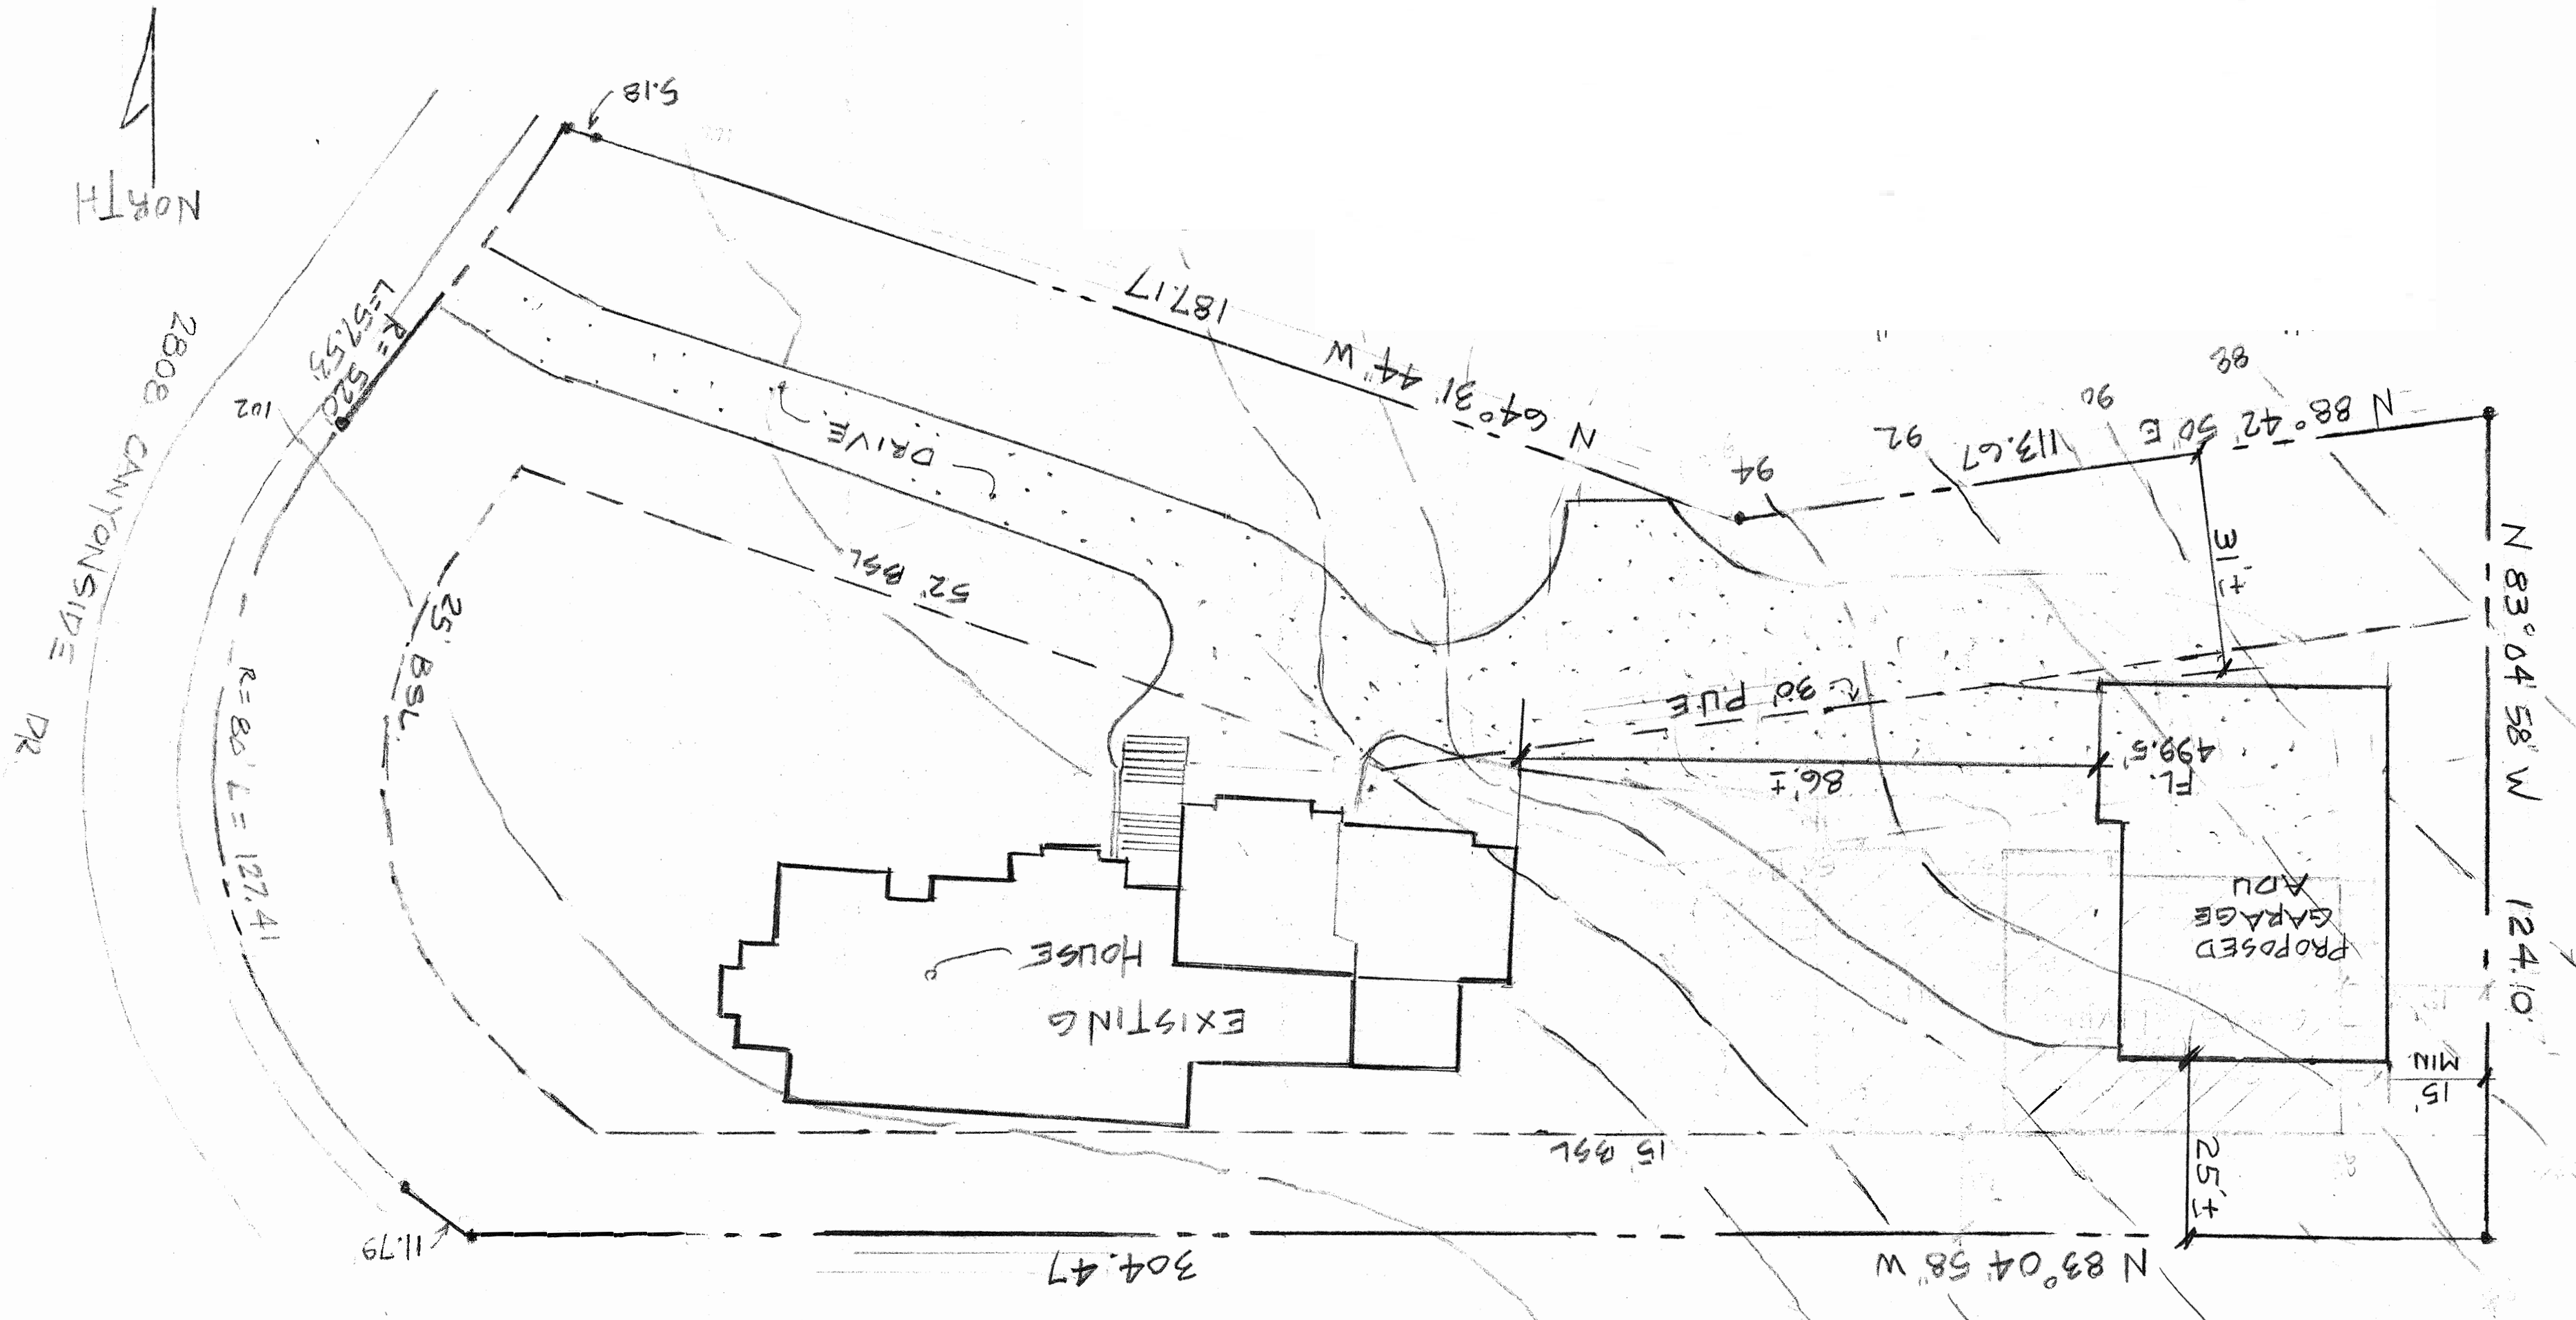 NORTH
2808 CANYONSIDE DR
5.18
187.17
N 64° 31' 44" W
R= 520'
L=57.53'
102
DRIVE
52' BSL
25' BSL
R= 80' L= 127.41
94
92
90
88
113.67
N 88° 42' 50" E
31'±
N 83° 04' 58" W 124.10'
30' PUE
86'±
FL.
499.5'
PROPOSED
GARAGE
ADU
EXISTING
HOUSE
15'
MIN
25'±
15' BSL
11.79
304.47
N 83° 04' 58" W